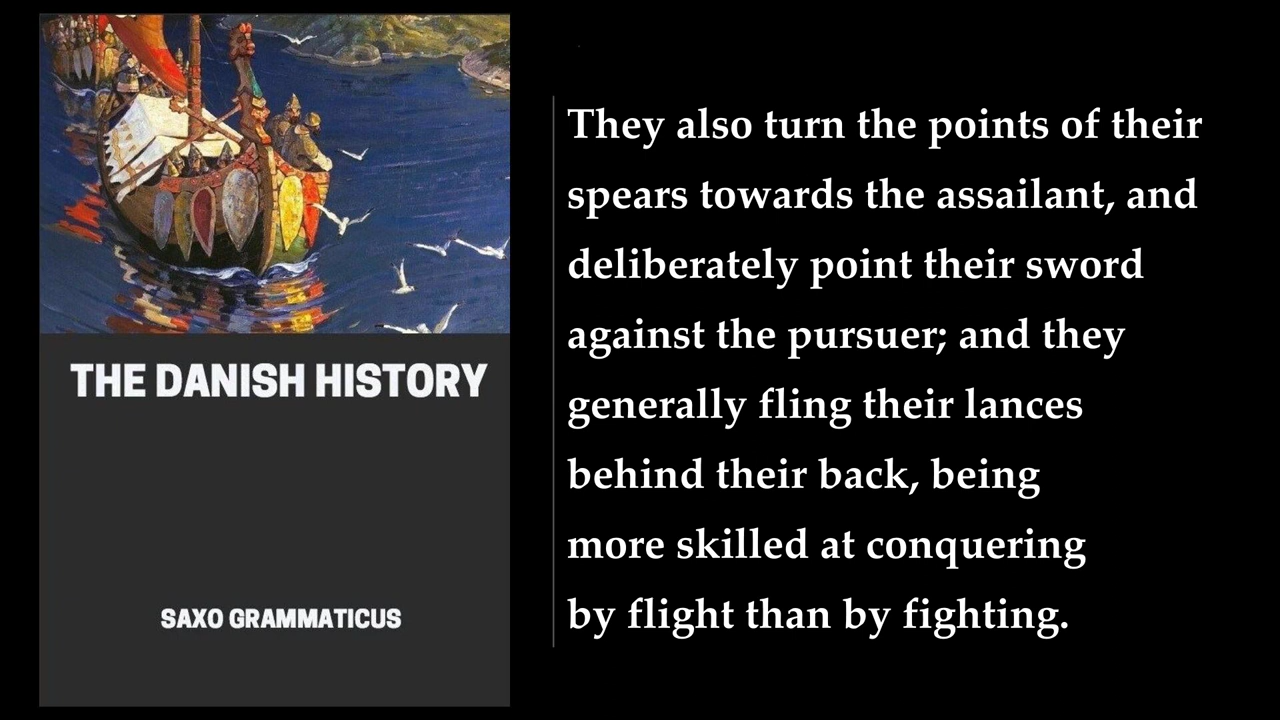 THE DANISH HISTORY
SAXO GRAMMATICUS
They also turn the points of their
spears towards the assailant, and
deliberately point their sword
against the pursuer; and they
generally fling their lances
behind their back, being
more skilled at conquering
by flight than by fighting.